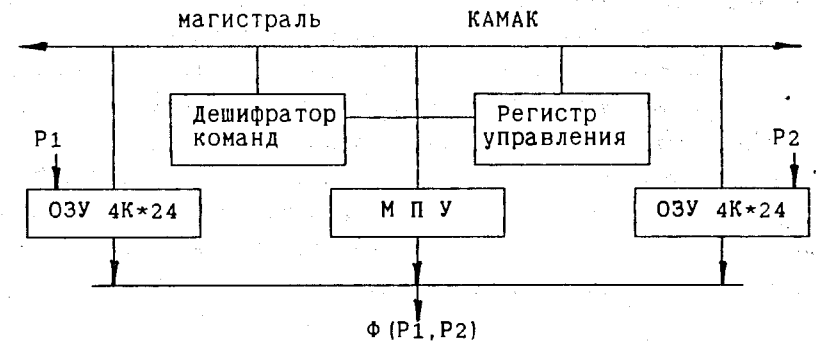 магистраль КАМАК
Дешифратор
команд
Регистр
управления
P1
P2
ОЗУ 4К*24
М П У
ОЗУ 4К*24
Ф(P1,P2)